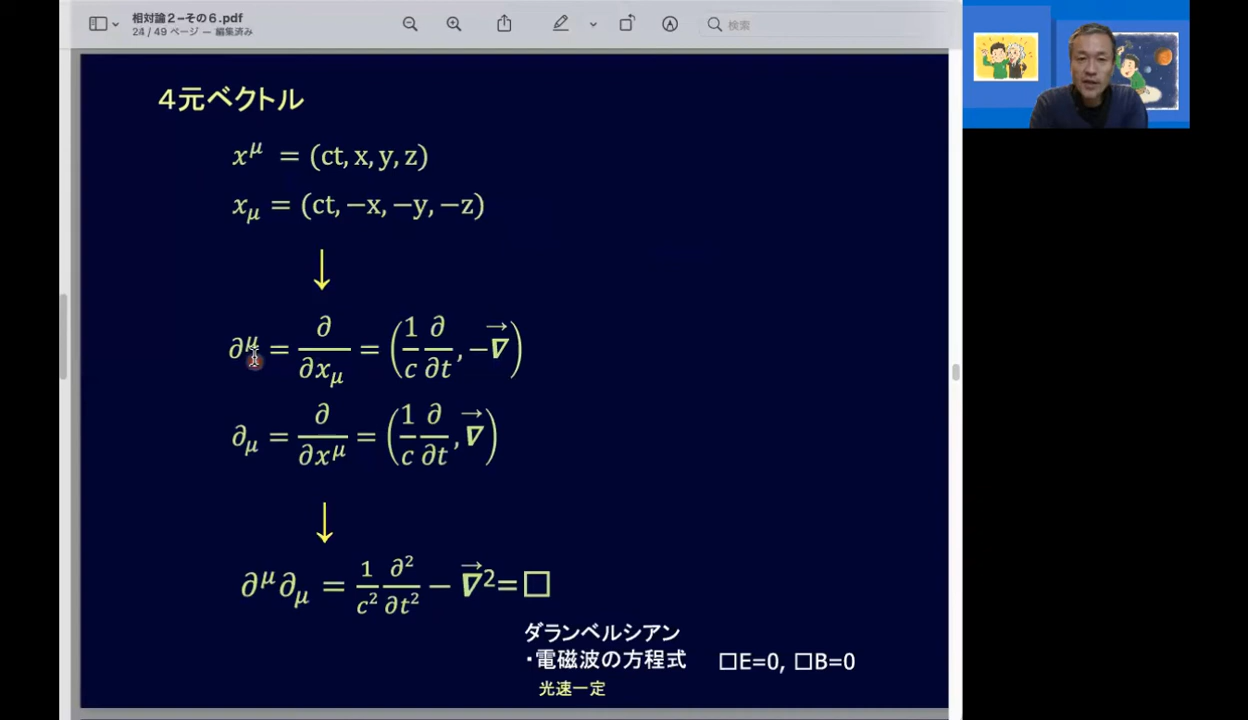 相対論2-その6.pdf
24 / 49 ページ — 編集済み
検索
4元ベクトル
x^μ = (ct, x, y, z)
x_μ = (ct, −x, −y, −z)
↓
∂^μ = ∂/∂x_μ = (1/c ∂/∂t, −∇⃗)
∂_μ = ∂/∂x^μ = (1/c ∂/∂t, ∇⃗)
↓
∂^μ ∂_μ = 1/c² ∂²/∂t² − ∇⃗²=□
ダランベルシアン
・電磁波の方程式 □E=0, □B=0
光速一定